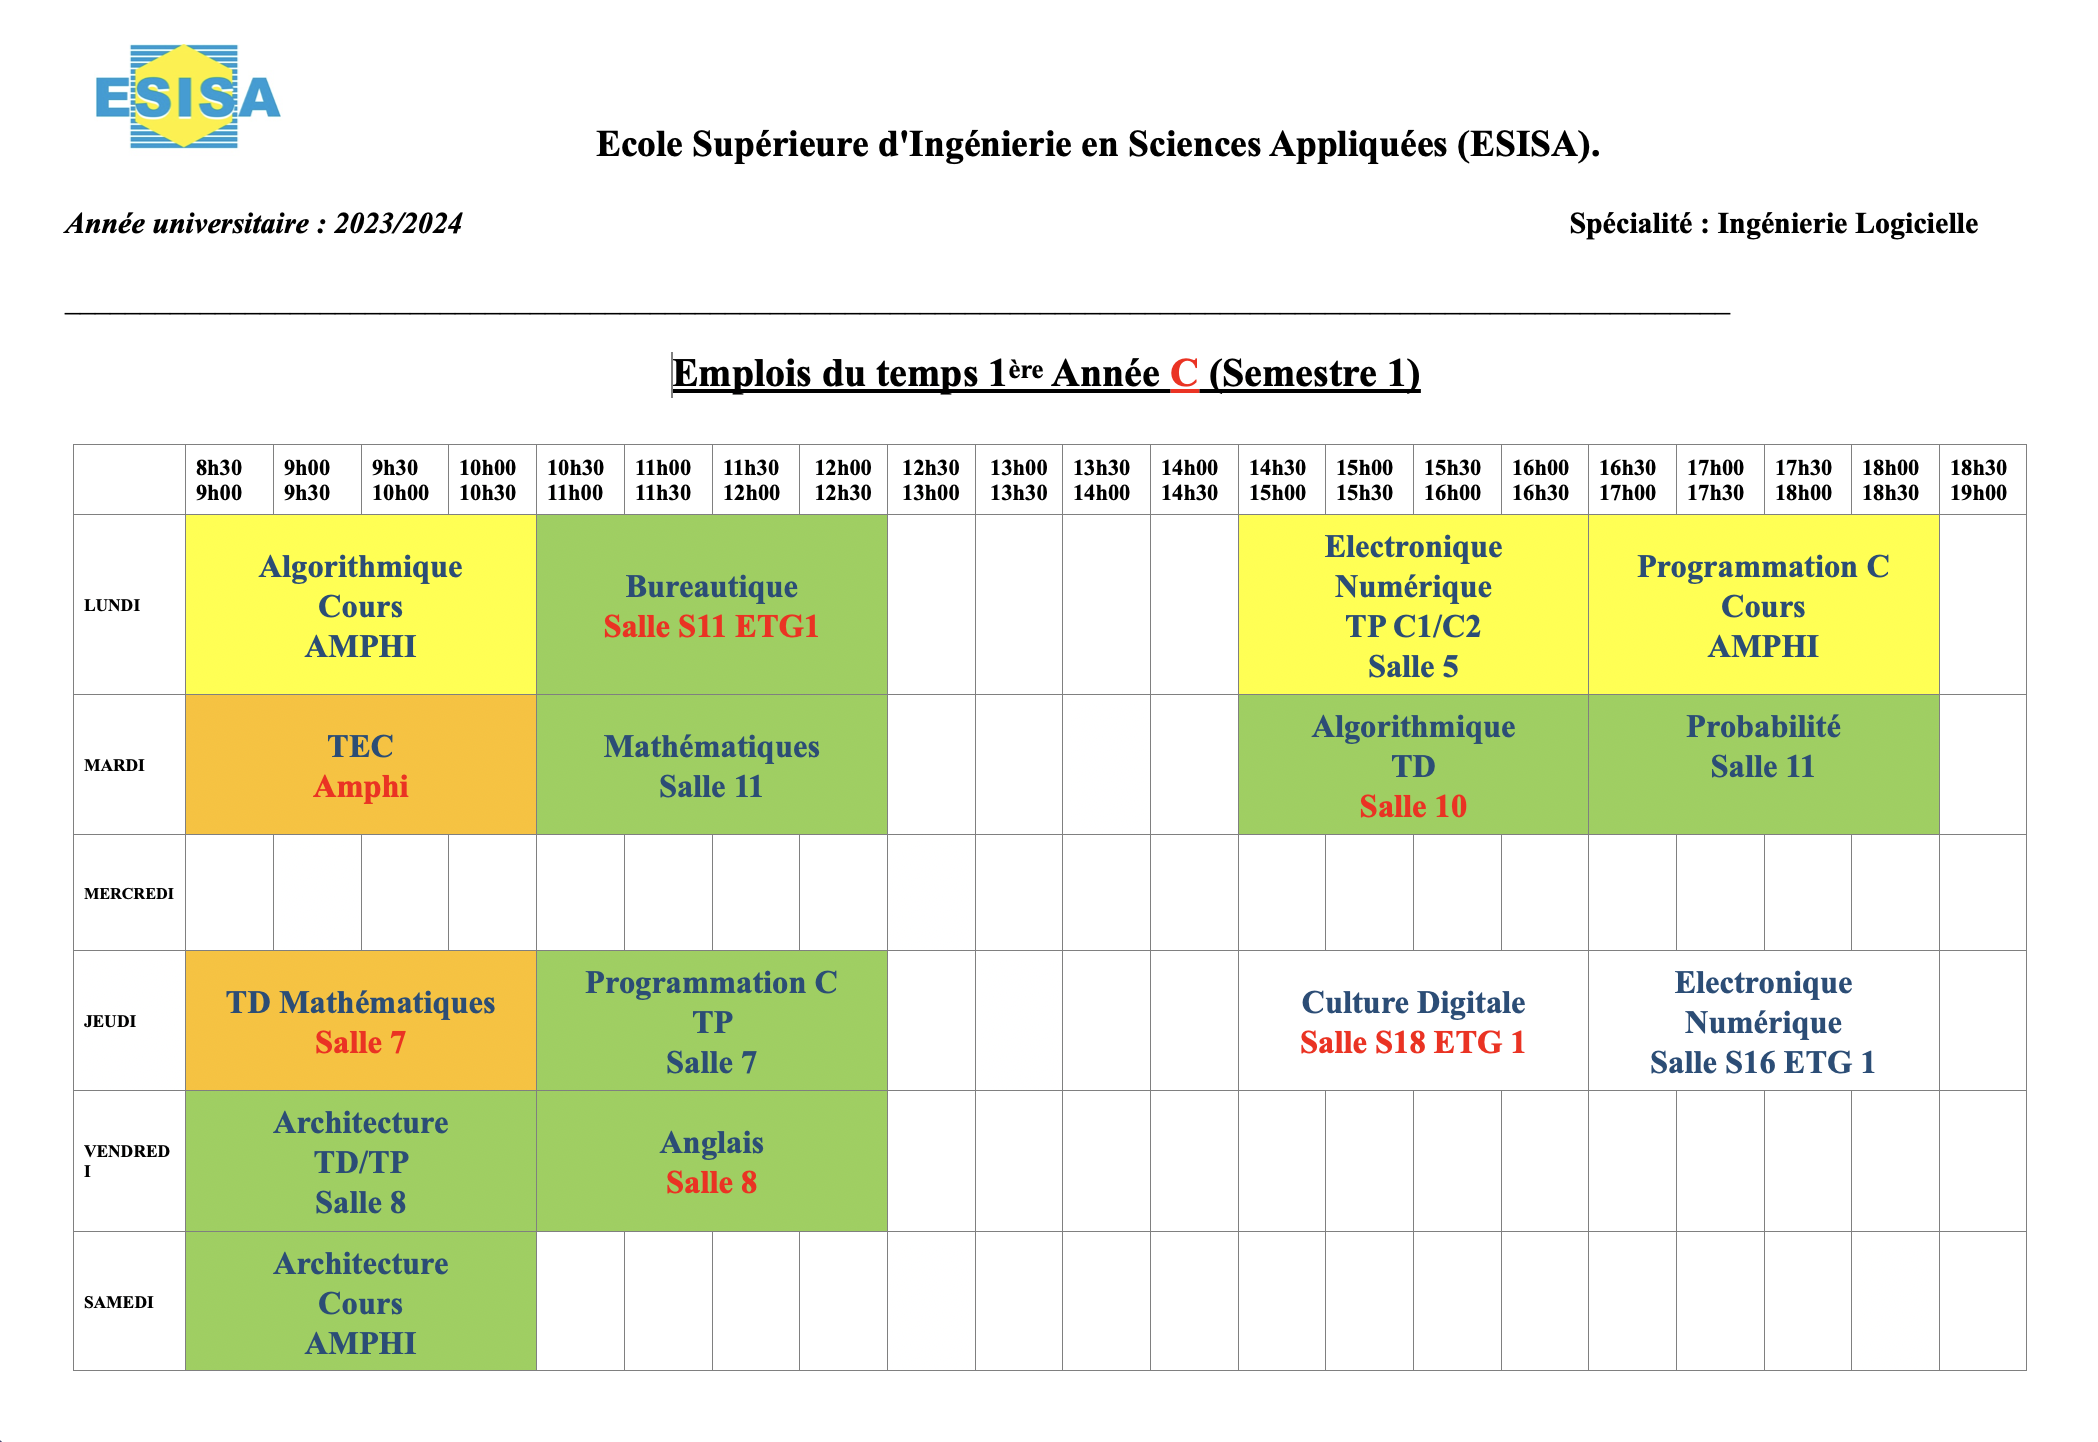 ESISA
Ecole Supérieure d'Ingénierie en Sciences Appliquées (ESISA).
Année universitaire : 2023/2024 Spécialité : Ingénierie Logicielle
Emplois du temps 1ère Année C (Semestre 1)
8h30 9h00 9h30 10h00 10h30 11h00 11h30 12h00 12h30 13h00 13h30 14h00 14h30 15h00 15h30 16h00 16h30 17h00 17h30 18h00 18h30
9h00 9h30 10h00 10h30 11h00 11h30 12h00 12h30 13h00 13h30 14h00 14h30 15h00 15h30 16h00 16h30 17h00 17h30 18h00 18h30 19h00
LUNDI
Algorithmique
Cours
AMPHI
Bureautique
Salle S11 ETG1
Electronique
Numérique
TP C1/C2
Salle 5
Programmation C
Cours
AMPHI
MARDI
TEC
Amphi
Mathématiques
Salle 11
Algorithmique
TD
Salle 10
Probabilité
Salle 11
MERCREDI
JEUDI
TD Mathématiques
Salle 7
Programmation C
TP
Salle 7
Culture Digitale
Salle S18 ETG 1
Electronique
Numérique
Salle S16 ETG 1
VENDRED
I
Architecture
TD/TP
Salle 8
Anglais
Salle 8
SAMEDI
Architecture
Cours
AMPHI